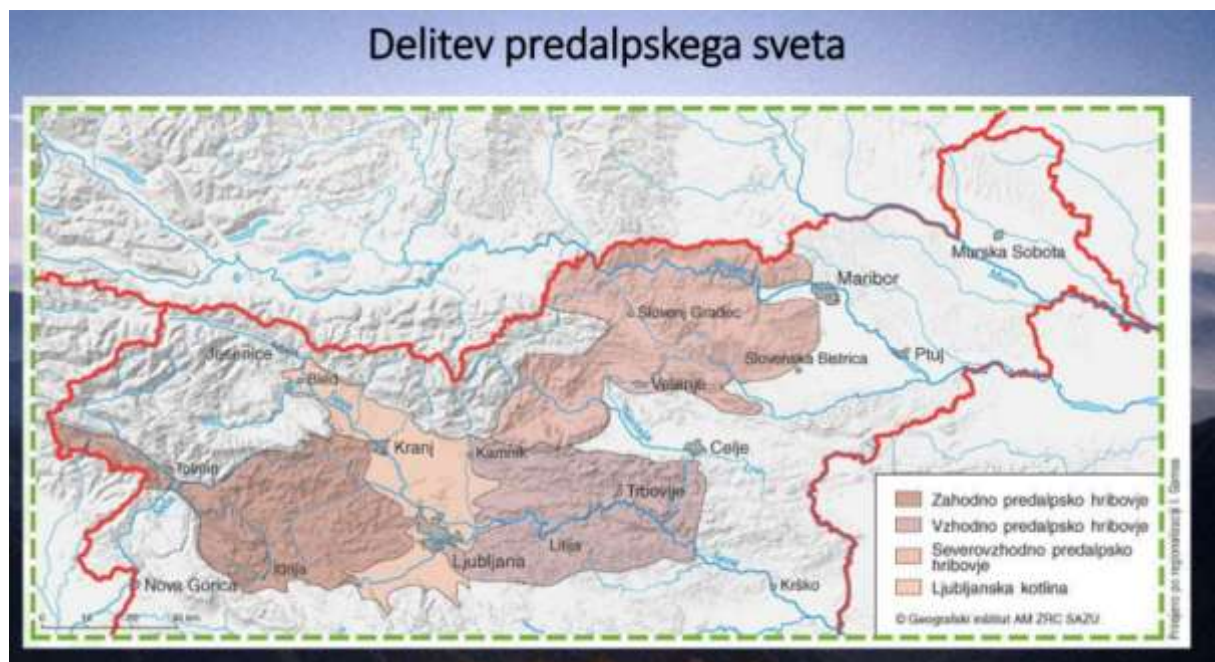 Delitev predalpskega sveta
Murska Sobota
Mura
Maribor
Slovenj Gradec
Jesenice
Slovenska Bistrica
Ptuj
Bled
Velenje
Kranj
Kamnik
Celje
Tolmin
Trbovlje
Ljubljana
Litija
Idrija
Nova Gorica
Krško
Zahodno predalpsko hribovje
Vzhodno predalpsko hribovje
Severovzhodno predalpsko
hribovje
Ljubljanska kotlina
© Geografski inštitut AM ZRC SAZU